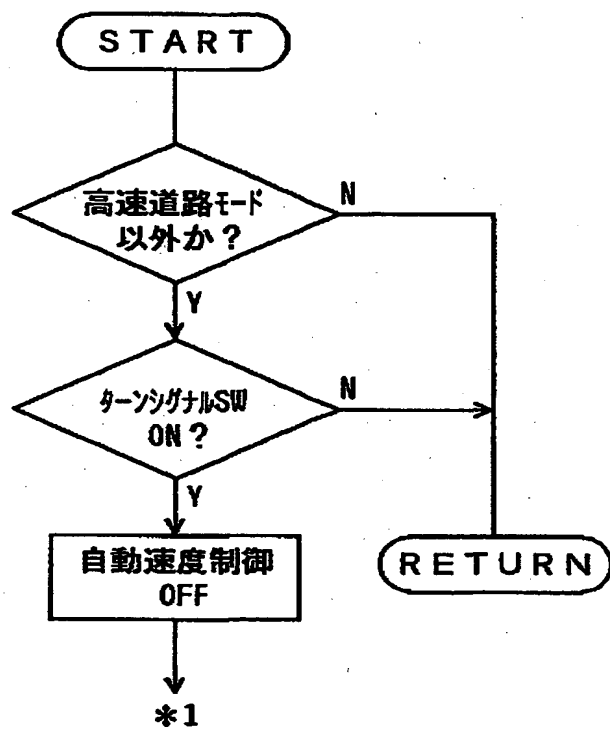 START
高速道路モード
以外か?
N
Y
ターンシグナルSW
ON?
N
Y
自動速度制御
OFF
RETURN
*1